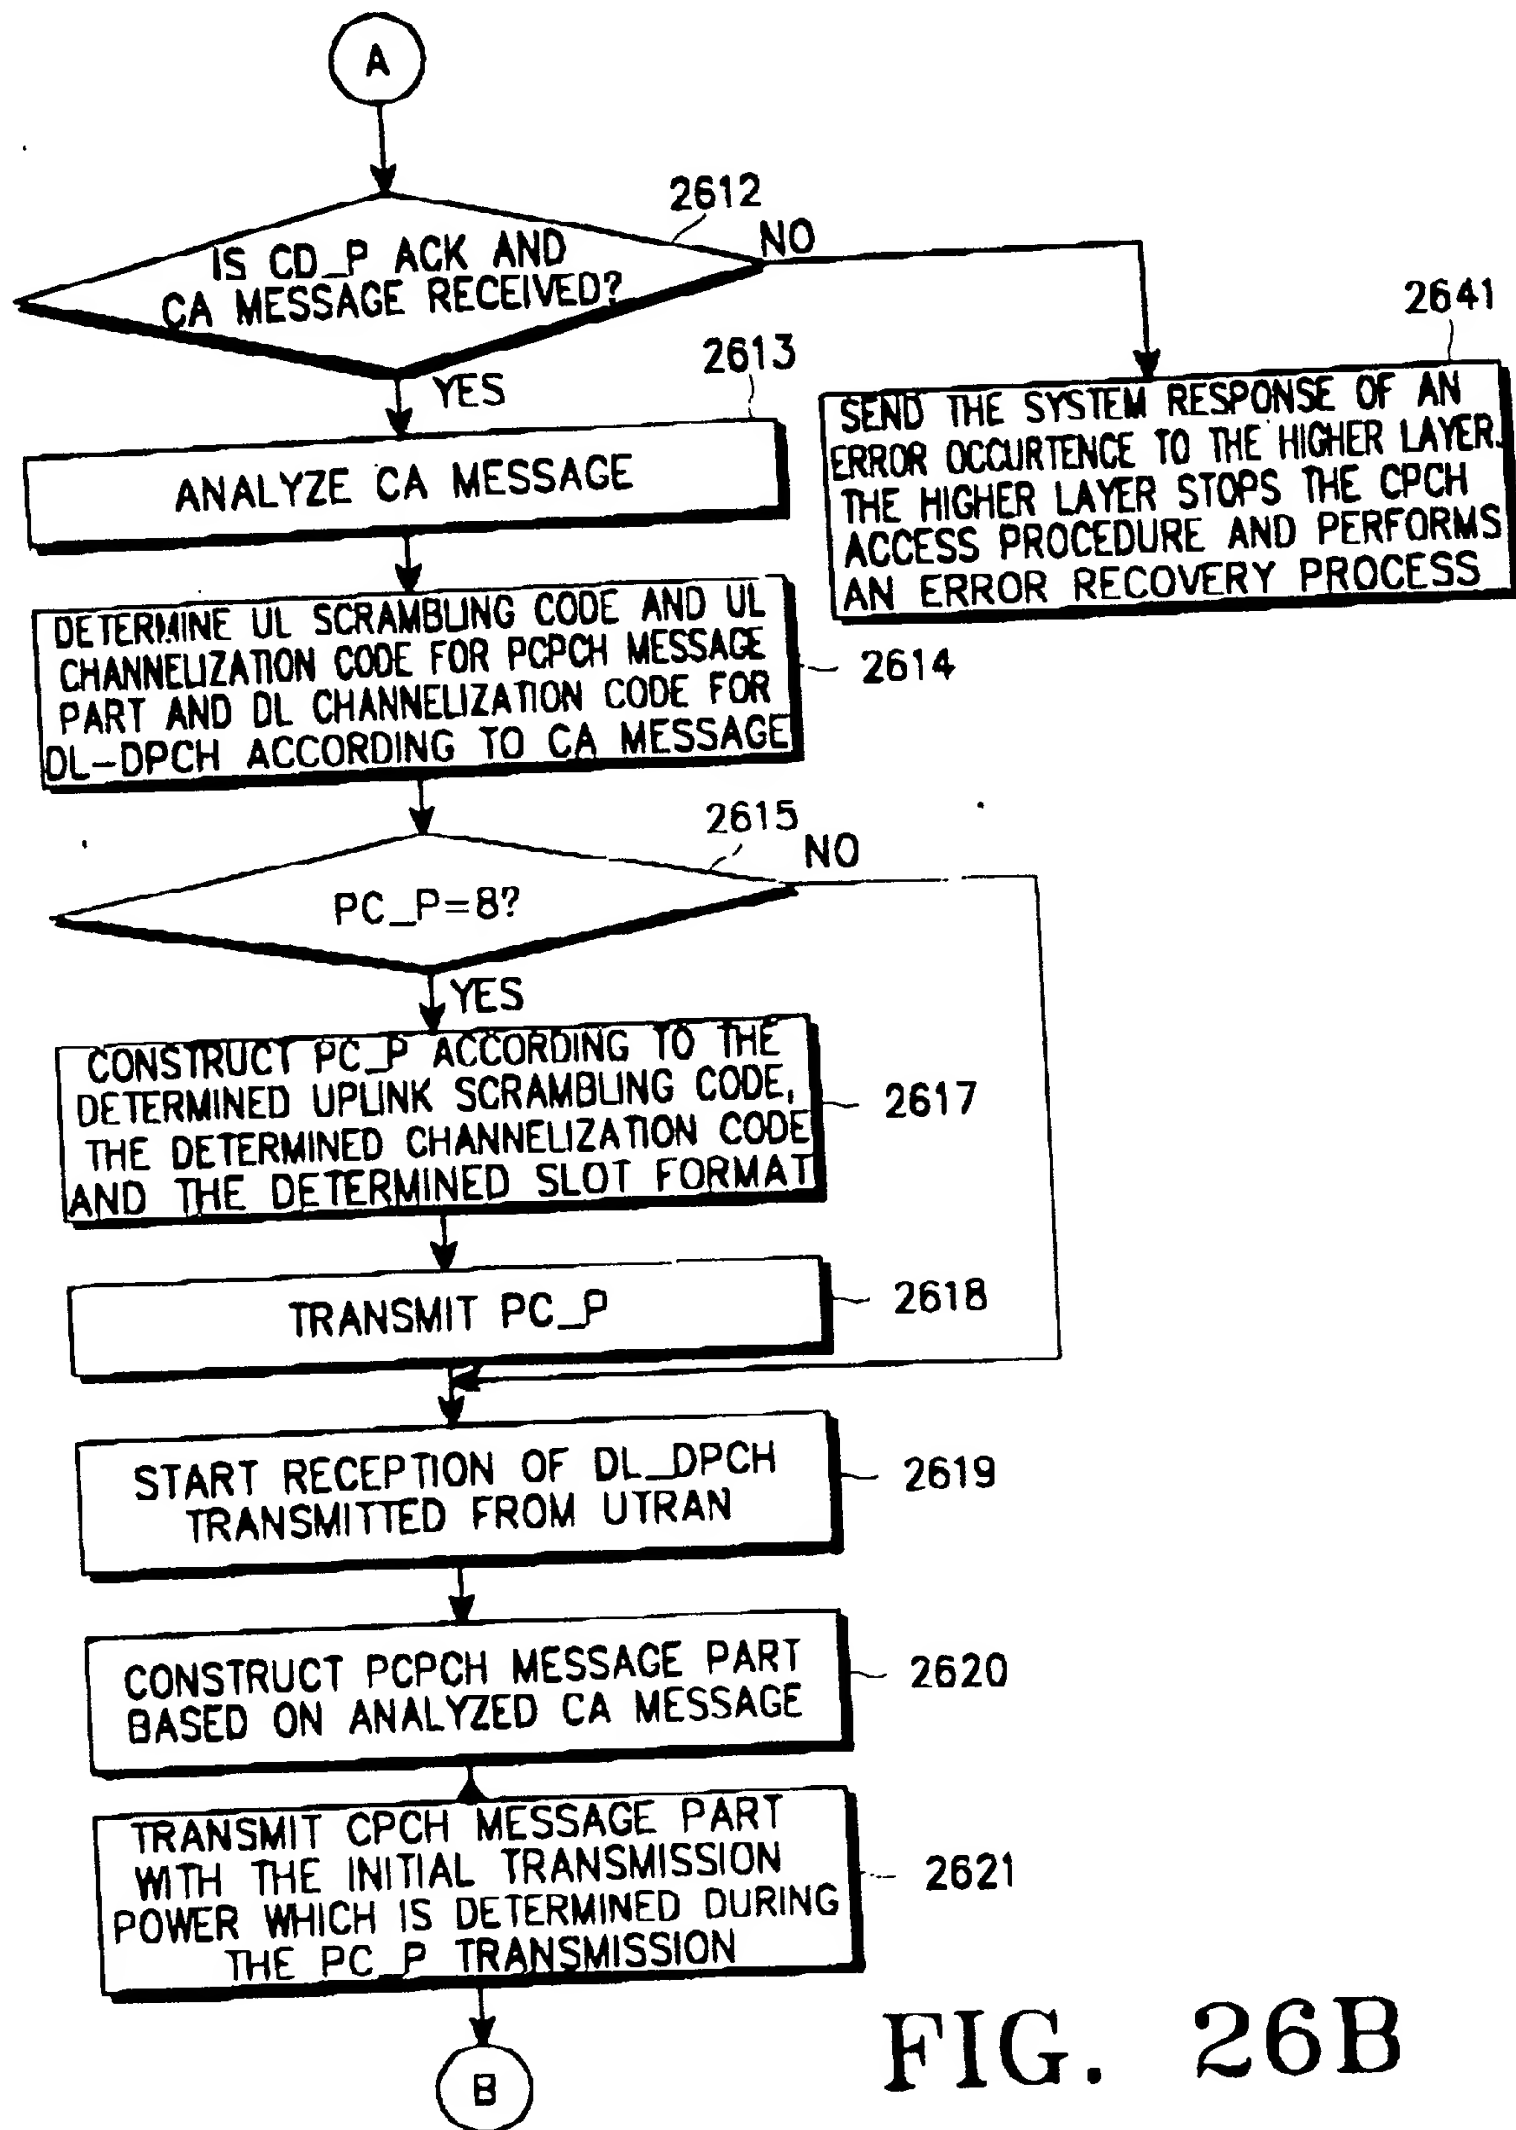 A
2612
NO
IS CD_P ACK AND
CA MESSAGE RECEIVED?
2641
2613
YES
SEND THE SYSTEM RESPONSE OF AN
ERROR OCCURTENCE TO THE HIGHER LAYER.
THE HIGHER LAYER STOPS THE CPCH
ACCESS PROCEDURE AND PERFORMS
AN ERROR RECOVERY PROCESS
ANALYZE CA MESSAGE
DETERMINE UL SCRAMBLING CODE AND UL
CHANNELIZATION CODE FOR PCPCH MESSAGE
PART AND DL CHANNELIZATION CODE FOR
DL-DPCH ACCORDING TO CA MESSAGE
2614
2615
NO
PC_P=8?
YES
CONSTRUCT PC_P ACCORDING TO THE
DETERMINED UPLINK SCRAMBLING CODE,
THE DETERMINED CHANNELIZATION CODE
AND THE DETERMINED SLOT FORMAT
2617
TRANSMIT PC_P
2618
START RECEPTION OF DL_DPCH
TRANSMITTED FROM UTRAN
2619
CONSTRUCT PCPCH MESSAGE PART
BASED ON ANALYZED CA MESSAGE
2620
TRANSMIT CPCH MESSAGE PART
WITH THE INITIAL TRANSMISSION
POWER WHICH IS DETERMINED DURING
THE PC_P TRANSMISSION
2621
B
FIG. 26B